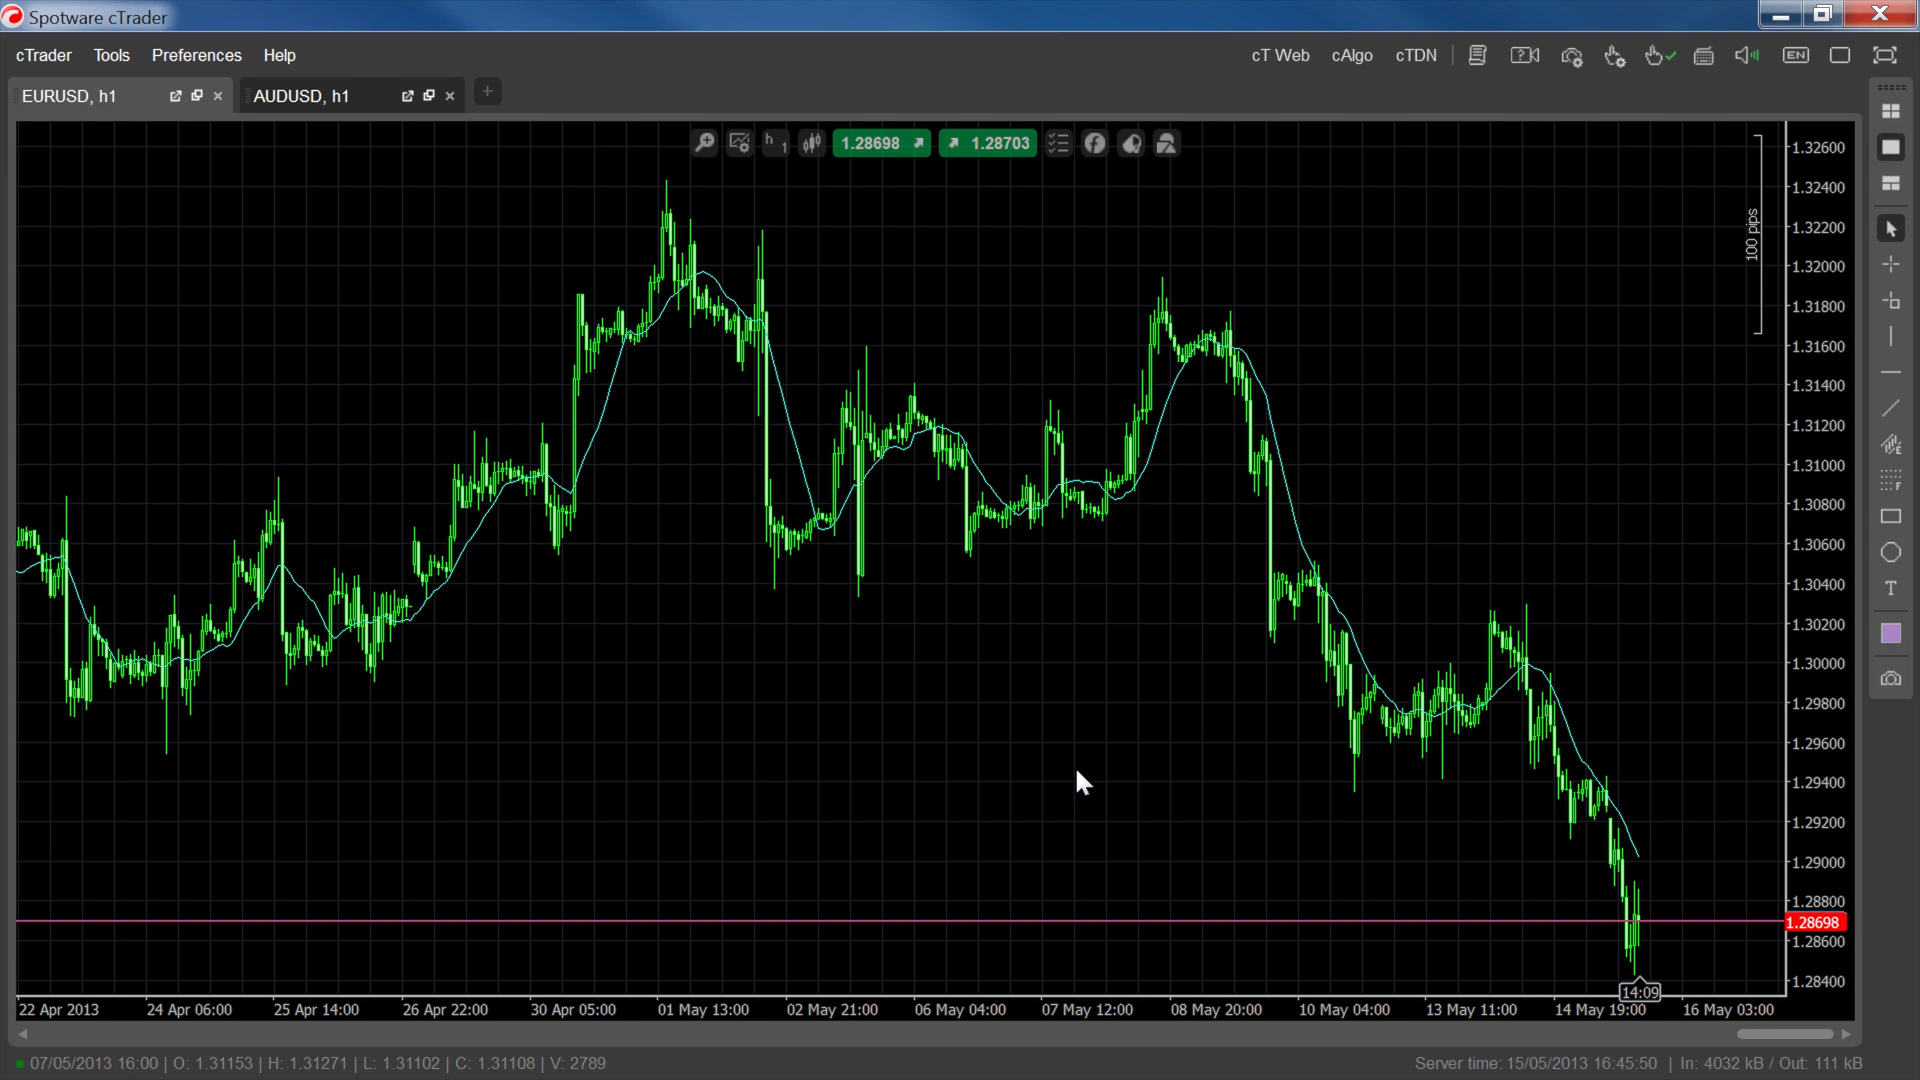 Spotware cTrader
cTrader Tools Preferences Help
cT Web cAlgo cTDN EN
EURUSD, h1
AUDUSD, h1
h 1
1.28698
1.28703
100 pips
1.32600
1.32400
1.32200
1.32000
1.31800
1.31600
1.31400
1.31200
1.31000
1.30800
1.30600
1.30400
1.30200
1.30000
1.29800
1.29600
1.29400
1.29200
1.29000
1.28800
1.28698
1.28600
1.28400
E
F
T
14:09
22 Apr 2013 24 Apr 06:00 25 Apr 14:00 26 Apr 22:00 30 Apr 05:00 01 May 13:00 02 May 21:00 06 May 04:00 07 May 12:00 08 May 20:00 10 May 04:00 13 May 11:00 14 May 19:00 16 May 03:00
07/05/2013 16:00 | O: 1.31153 | H: 1.31271 | L: 1.31102 | C: 1.31108 | V: 2789
Server time: 15/05/2013 16:45:50 | In: 4032 kB / Out: 111 kB